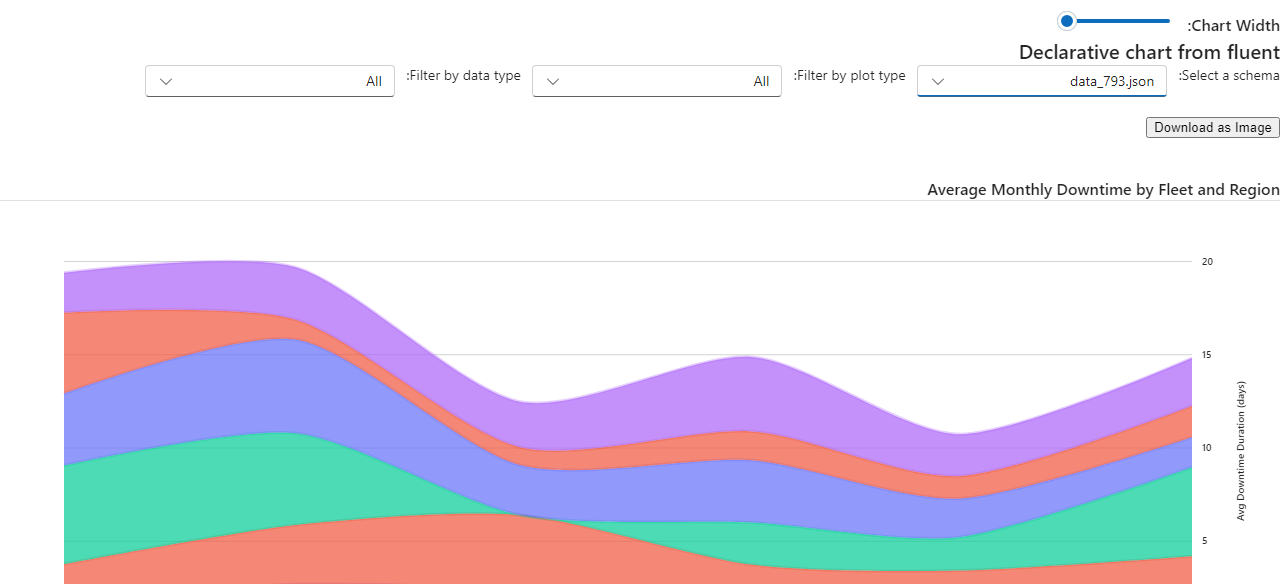 Chart Width:
Declarative chart from fluent
Select a schema: data_793.json Filter by plot type: All Filter by data type: All
Download as Image
Average Monthly Downtime by Fleet and Region
20
15
10
5
Avg Downtime Duration (days)